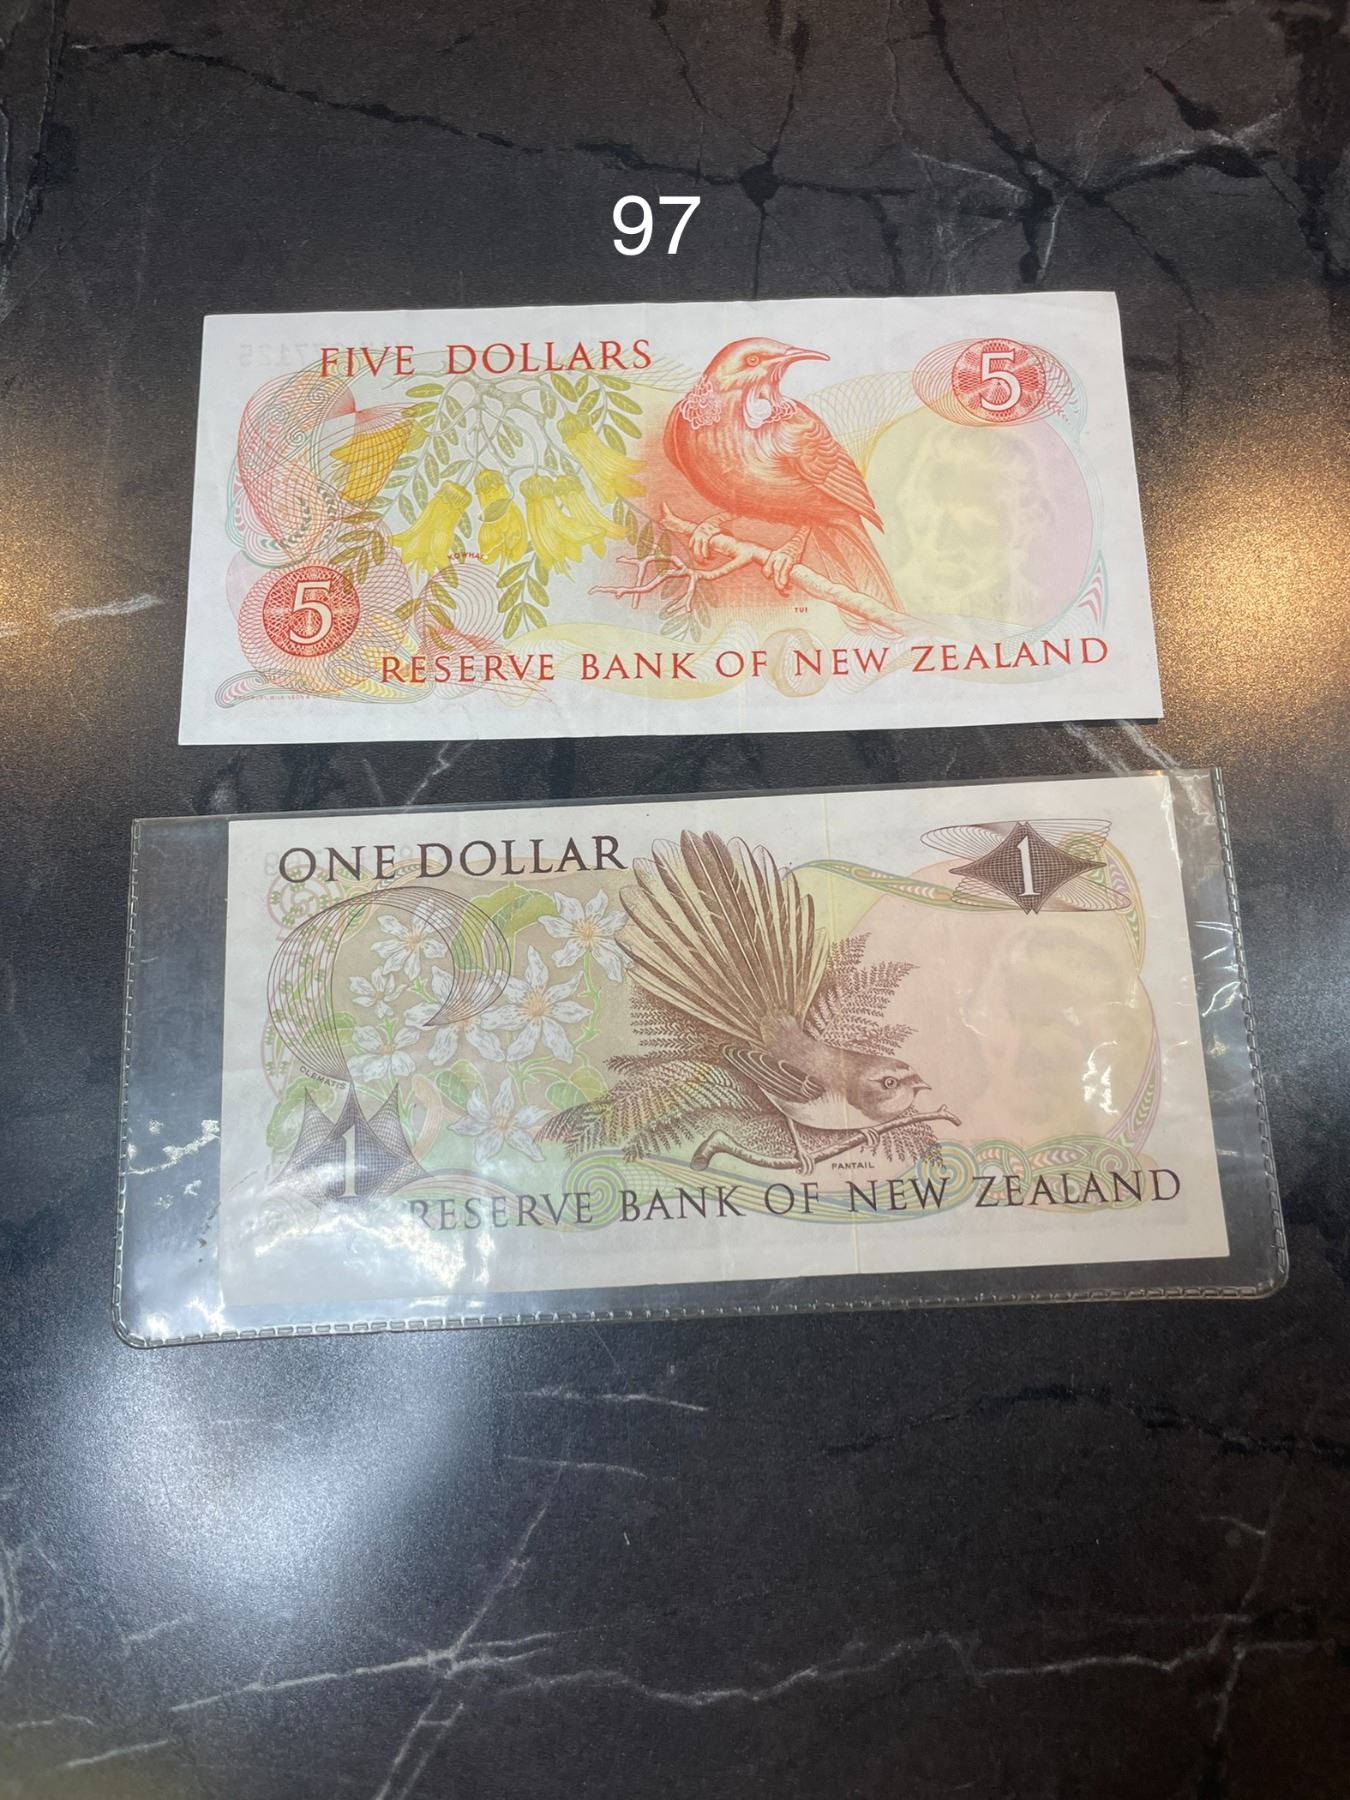 97
FIVE DOLLARS
5
KOWHAI
5
TUI
RESERVE BANK OF NEW ZEALAND
ONE DOLLAR
1
CLEMATIS
1
FANTAIL
RESERVE BANK OF NEW ZEALAND